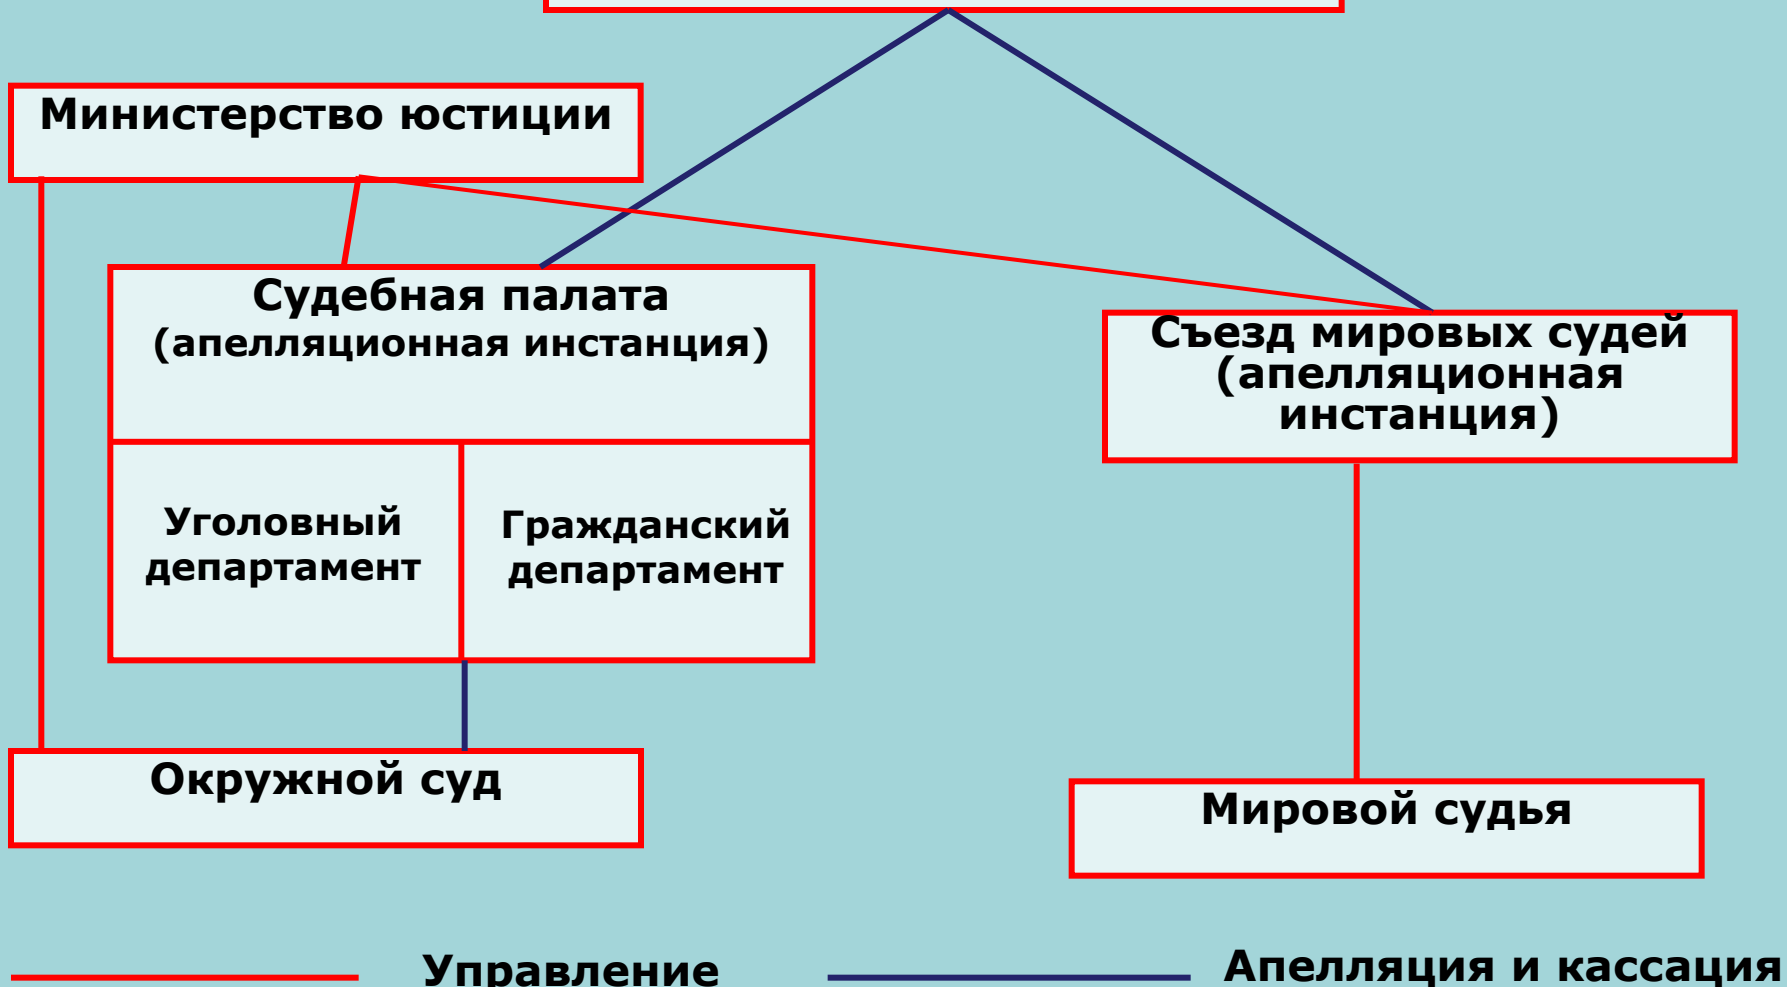 Министерство юстиции
Судебная палата
(апелляционная инстанция)
Съезд мировых судей
(апелляционная
инстанция)
Уголовный
департамент
Гражданский
департамент
Окружной суд
Мировой судья
Управление
Апелляция и кассация